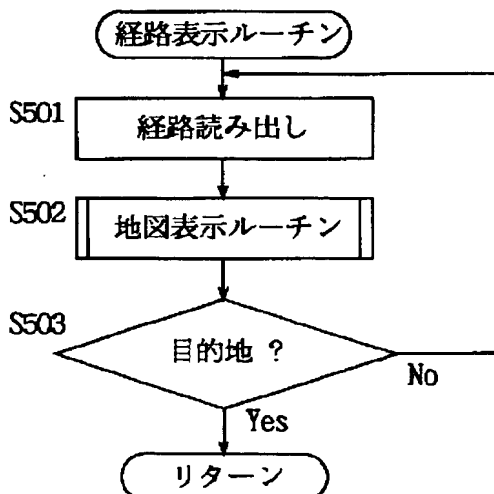 経路表示ルーチン
S501
経路読み出し
S502
地図表示ルーチン
S503
目的地 ?
No
Yes
リターン